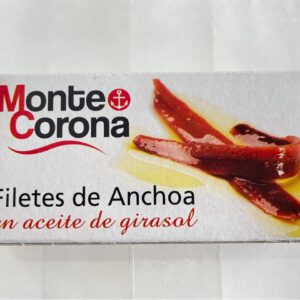 Monte
Corona
Filetes de Anchoa
en aceite de girasol